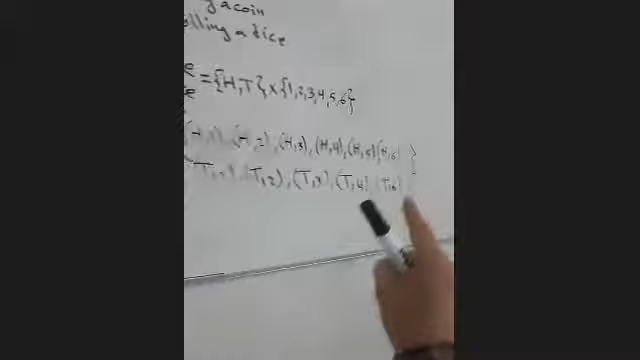 g a coin
lling a dice
e = {H,T} x {1,2,3,4,5,6}
(H,1), (H,2), (H,3), (H,4), (H,5) (H,6) }
(T,2), (T,3), (T,4) (T,6)